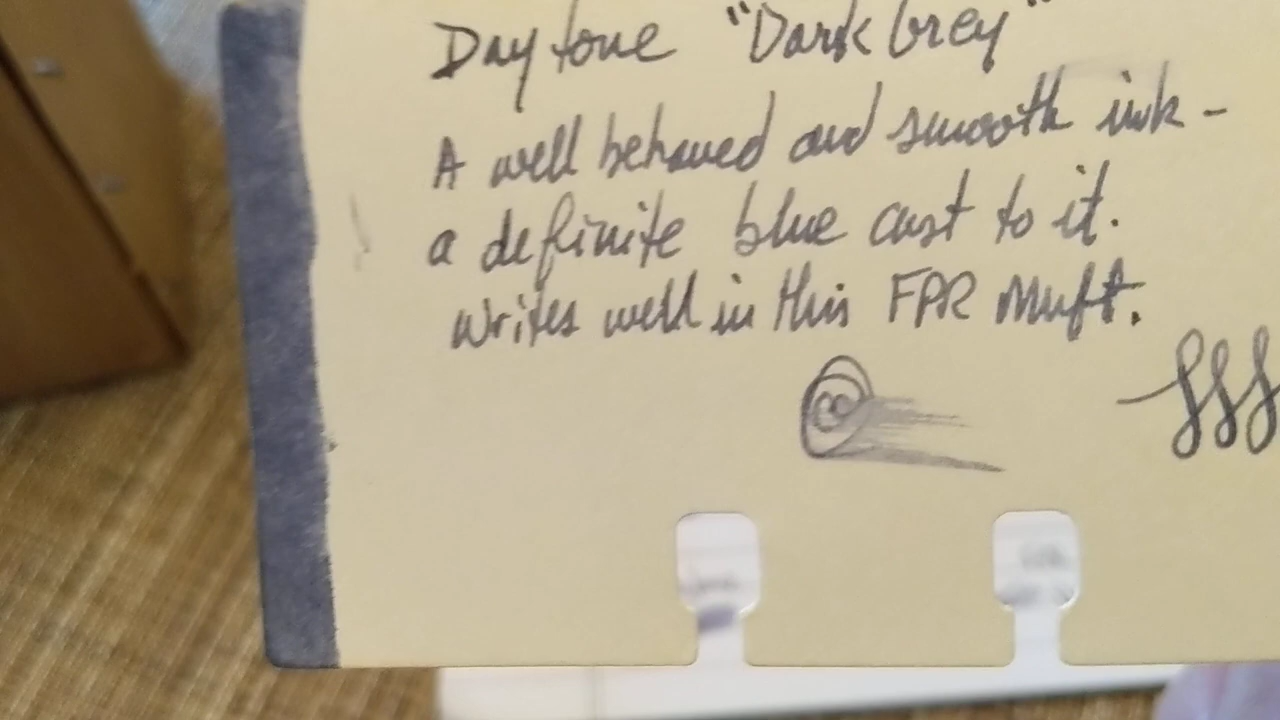 Daytone "Dark Grey"
A well behaved and smooth ink -
a definite blue cast to it.
Writes well in this FPR Muft.